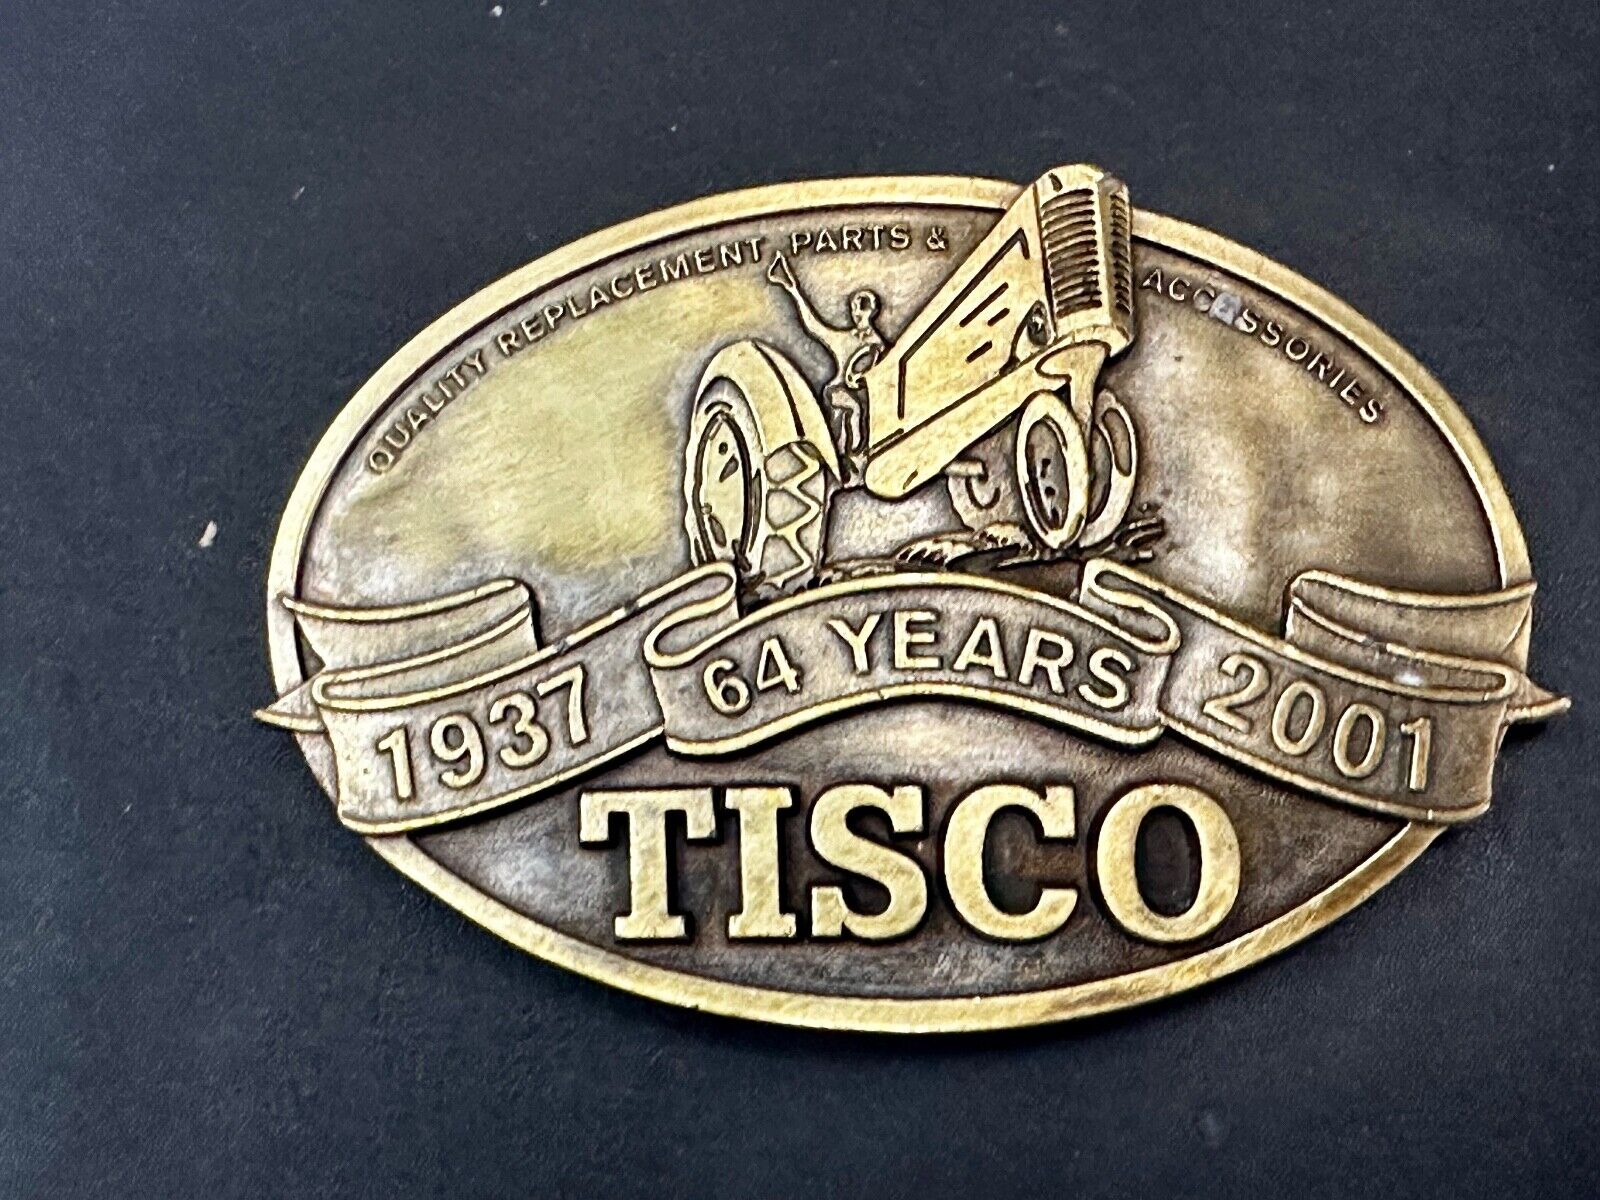 QUALITY REPLACEMENT PARTS & ACCESSORIES
1937 64 YEARS 2001
TISCO